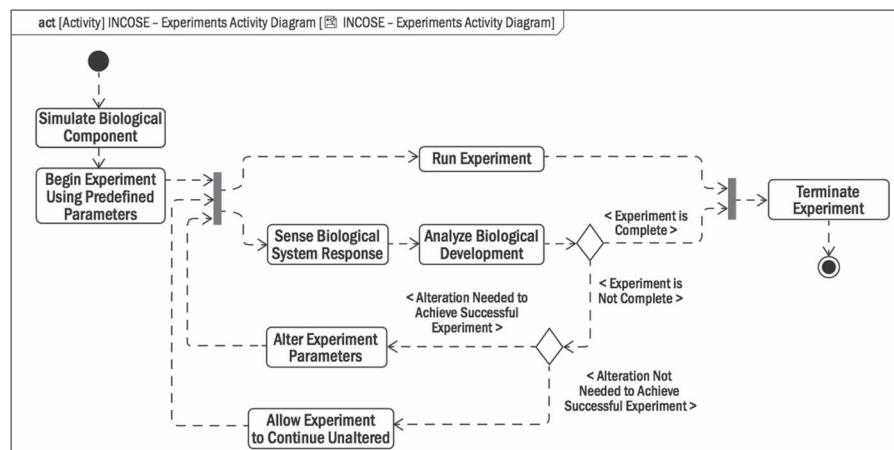 act [Activity] INCOSE – Experiments Activity Diagram [ INCOSE – Experiments Activity Diagram]
Simulate Biological
Component
Begin Experiment
Using Predefined
Parameters
Run Experiment
Terminate
Experiment
Sense Biological
System Response
Analyze Biological
Development
< Experiment is
Complete >
< Experiment is
Not Complete >
< Alteration Needed to
Achieve Successful
Experiment >
Alter Experiment
Parameters
< Alteration Not
Needed to Achieve
Successful Experiment >
Allow Experiment
to Continue Unaltered